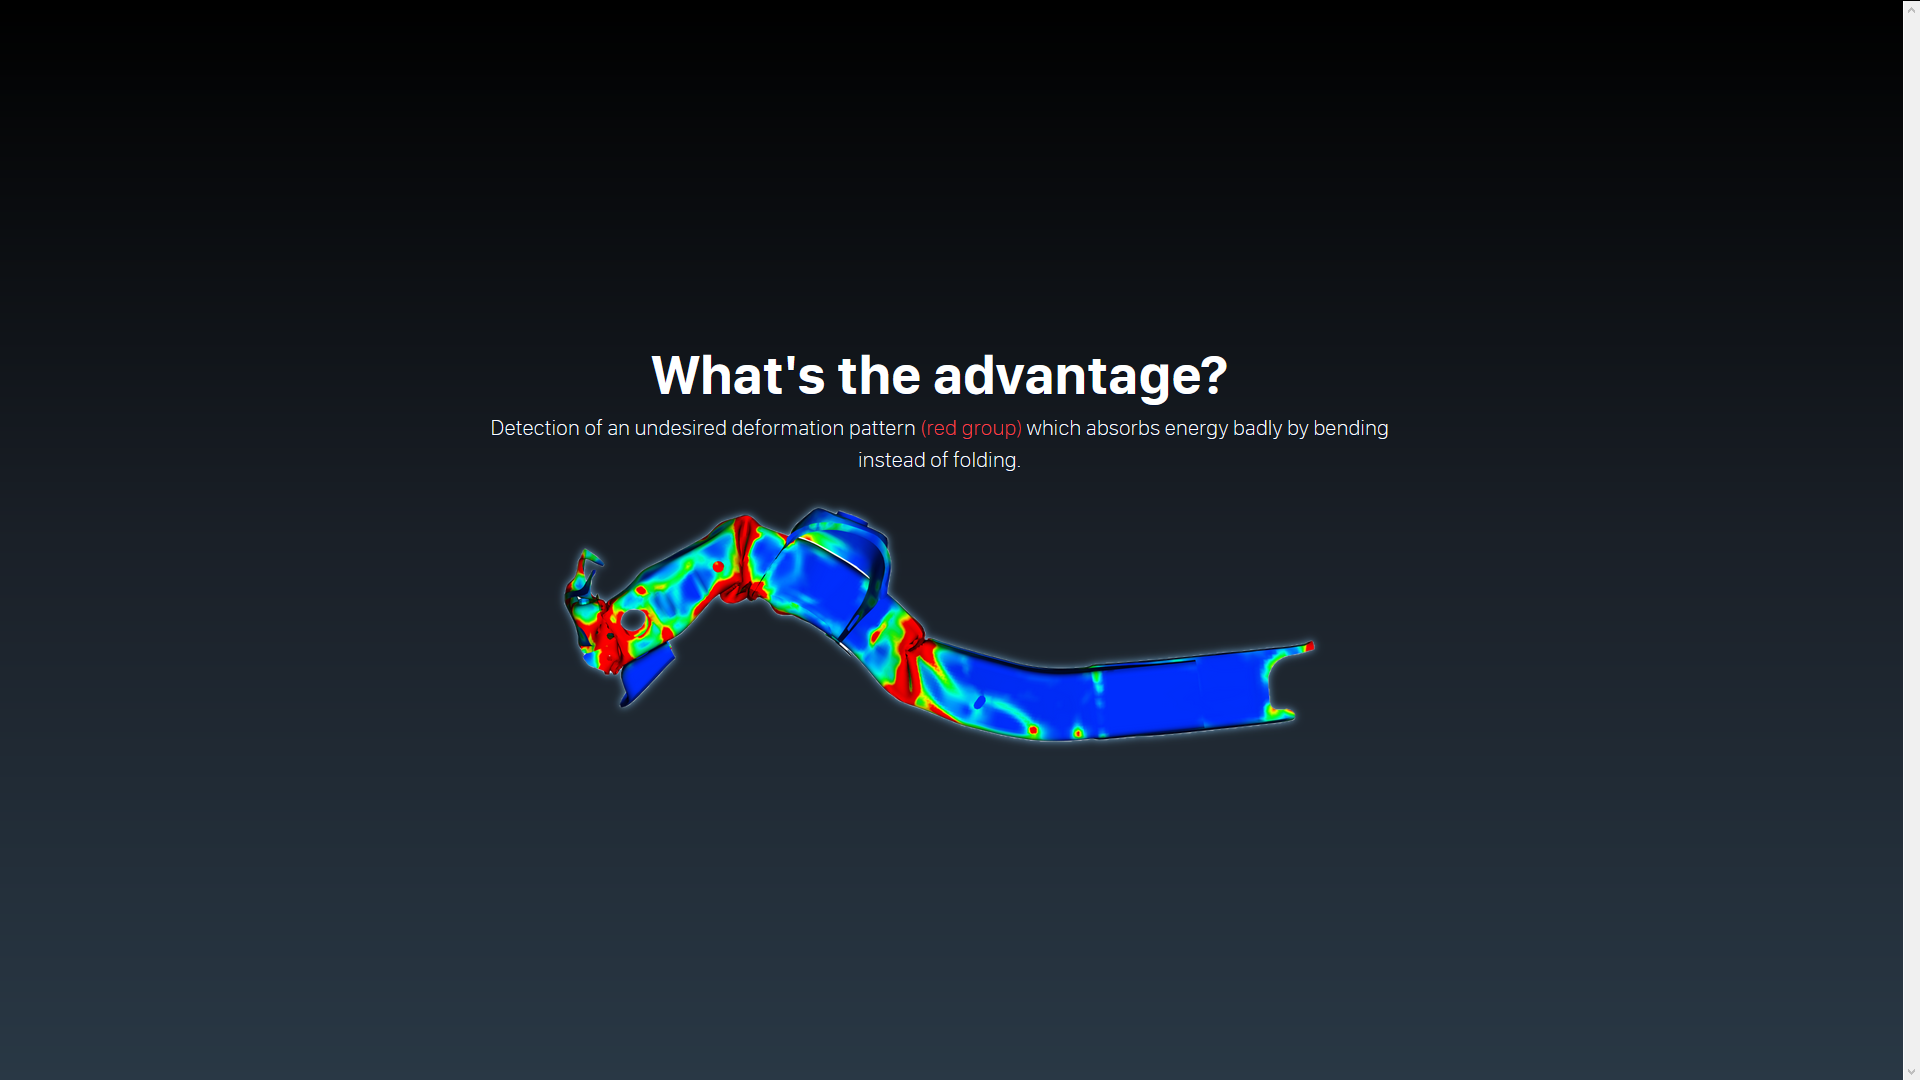 What's the advantage?
Detection of an undesired deformation pattern (red group) which absorbs energy badly by bending
instead of folding.